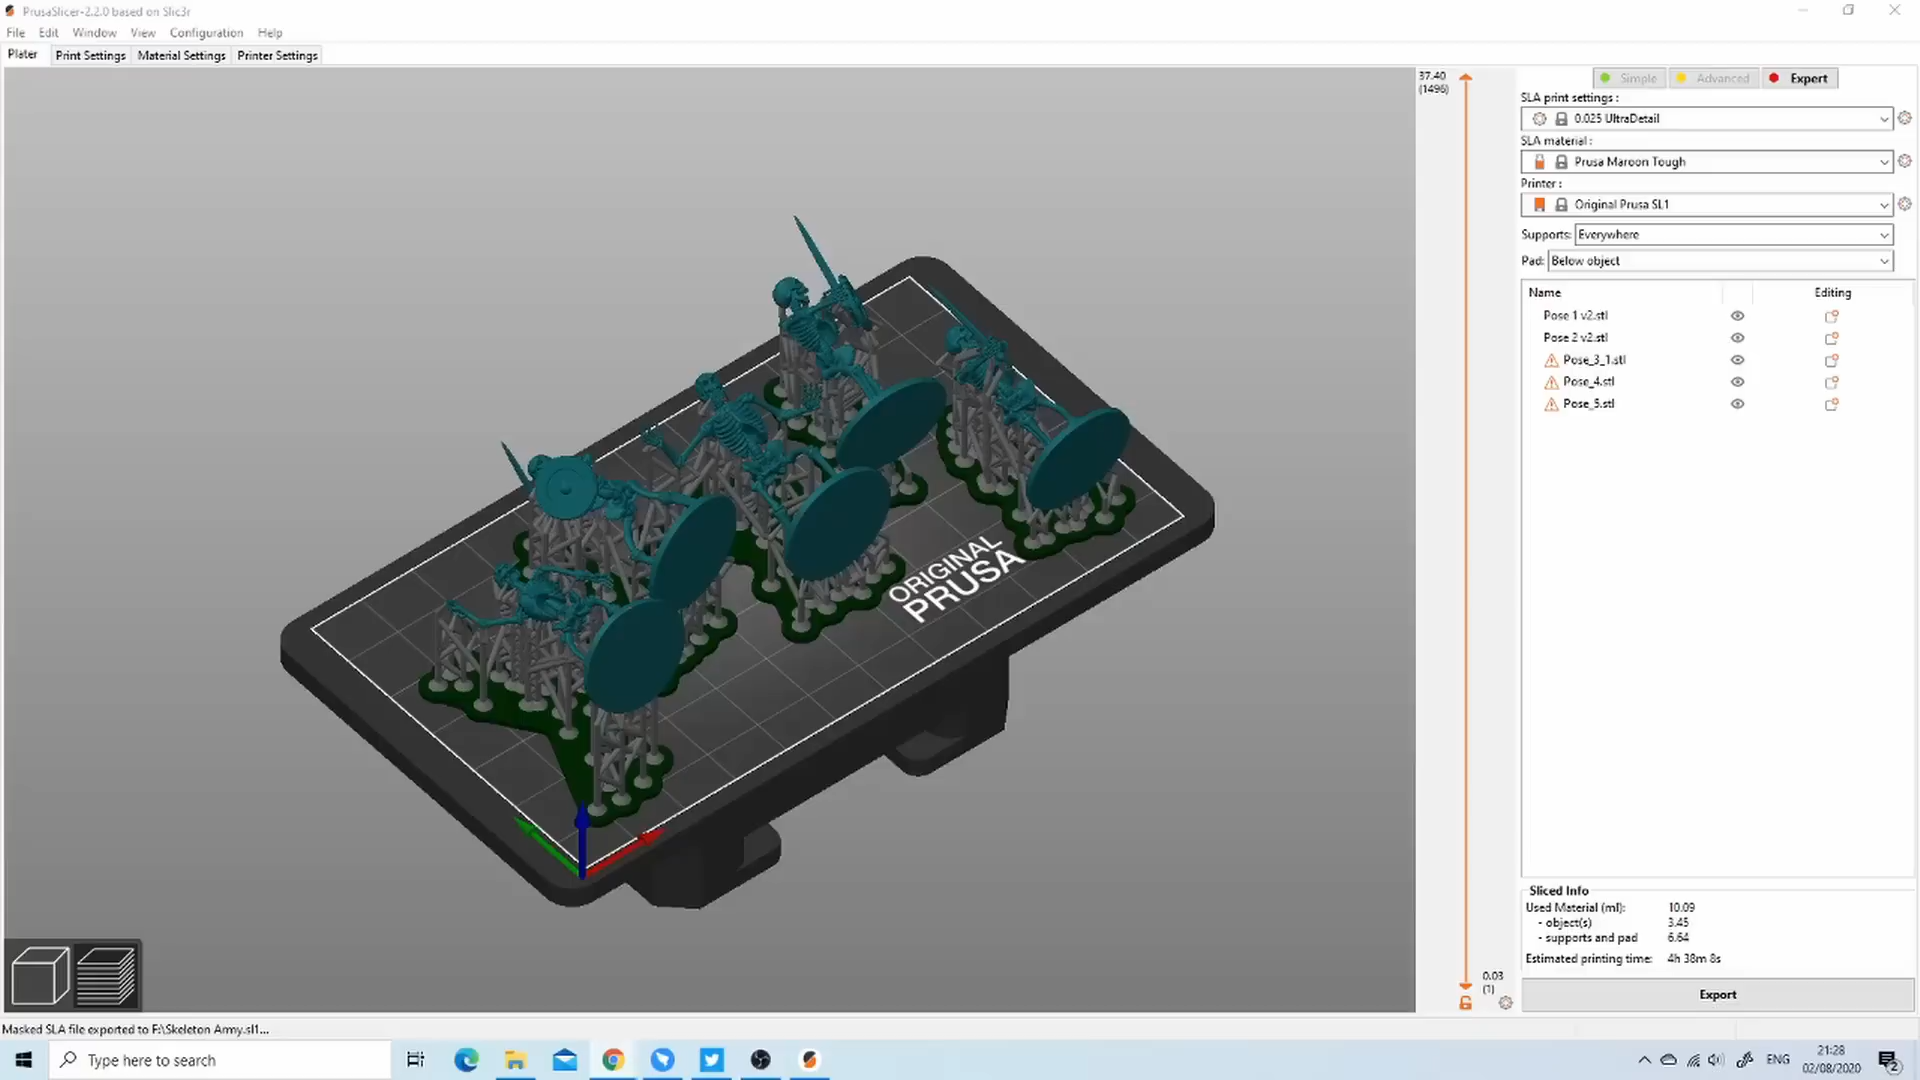 PrusaSlicer-2.2.0 based on Slic3r
File Edit Window View Configuration Help
Plater Print Settings Material Settings Printer Settings
37.40
(1496)
Simple Advanced Expert
SLA print settings :
0.025 UltraDetail
SLA material :
Prusa Maroon Tough
Printer :
Original Prusa SL1
Supports: Everywhere
Pad: Below object
Name Editing
Pose 1 v2.stl
Pose 2 v2.stl
Pose_3_1.stl
Pose_4.stl
Pose_5.stl
ORIGINAL
PRUSA
Sliced Info
Used Material (ml): 10.09
- object(s) 3.45
- supports and pad 6.64
Estimated printing time: 4h 38m 8s
0.03
(1)
Export
Masked SLA file exported to F:\Skeleton Army.sl1...
Type here to search
ENG
21:28
02/08/2020
2